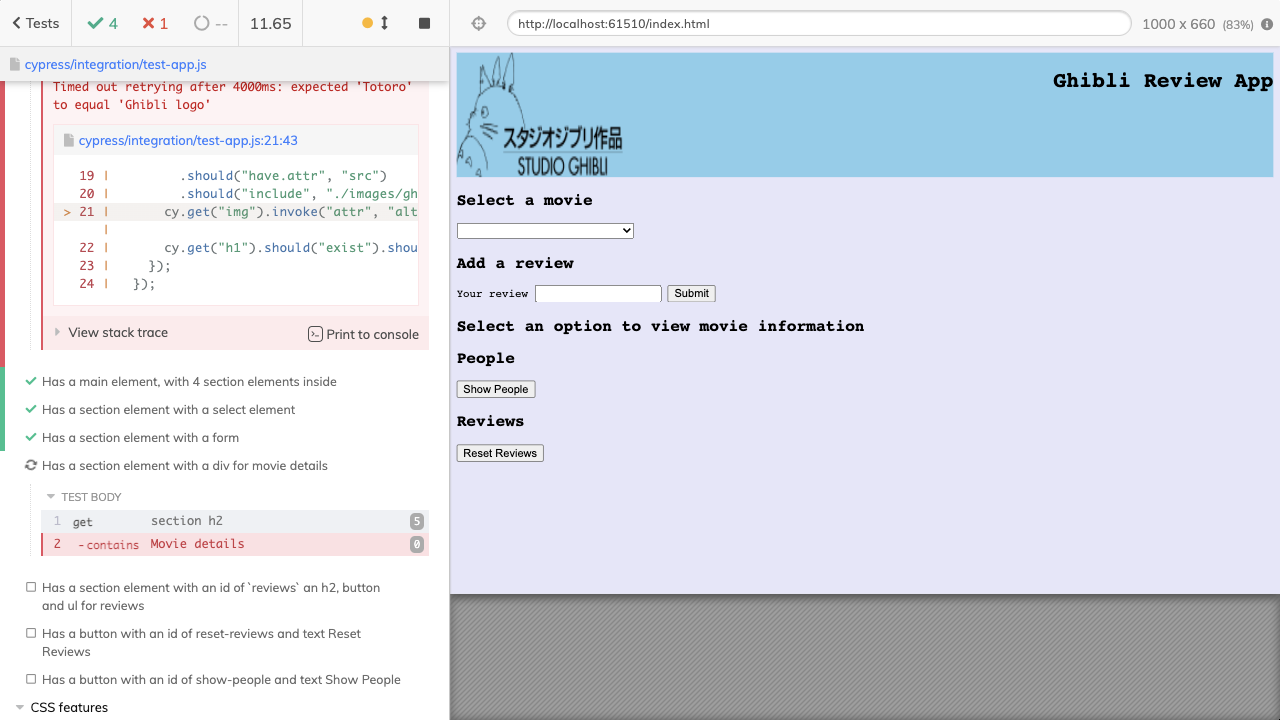 Tests
4
1
--
11.65
http://localhost:61510/index.html
1000 x 660 (83%)
cypress/integration/test-app.js
Timed out retrying after 4000ms: expected 'Totoro'
to equal 'Ghibli logo'
cypress/integration/test-app.js:21:43
19 | .should("have.attr", "src")
20 | .should("include", "./images/gh
> 21 | cy.get("img").invoke("attr", "alt
|
22 | cy.get("h1").should("exist").shou
23 | });
24 | });
View stack trace
Print to console
Has a main element, with 4 section elements inside
Has a section element with a select element
Has a section element with a form
Has a section element with a div for movie details
TEST BODY
1 get section h2 5
2 -contains Movie details 0
Has a section element with an id of `reviews` an h2, button
and ul for reviews
Has a button with an id of reset-reviews and text Reset
Reviews
Has a button with an id of show-people and text Show People
CSS features
スタジオジブリ作品
STUDIO GHIBLI
Ghibli Review App
Select a movie
Add a review
Your review
Submit
Select an option to view movie information
People
Show People
Reviews
Reset Reviews